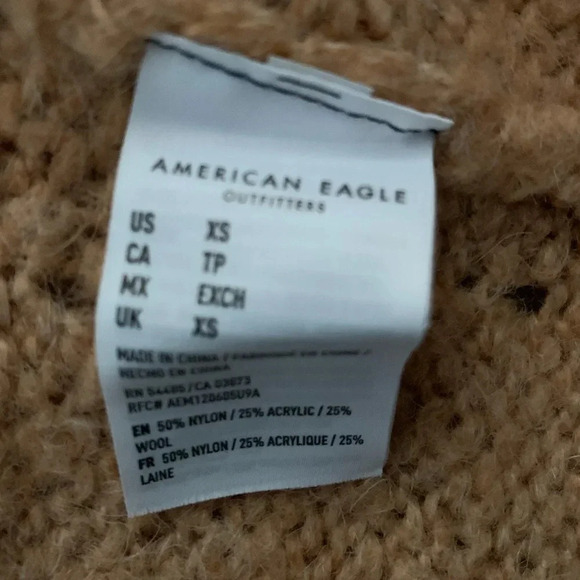 AMERICAN EAGLE
OUTFITTERS
US XS
CA TP
MX EXCH
UK XS
MADE IN CHINA / FABRIQUÉ EN CHINE /
HECHO EN CHINA
RN 54485 / CA 03073
RFC# AEM120605U9A
EN 50% NYLON / 25% ACRYLIC / 25%
WOOL
FR 50% NYLON / 25% ACRYLIQUE / 25%
LAINE